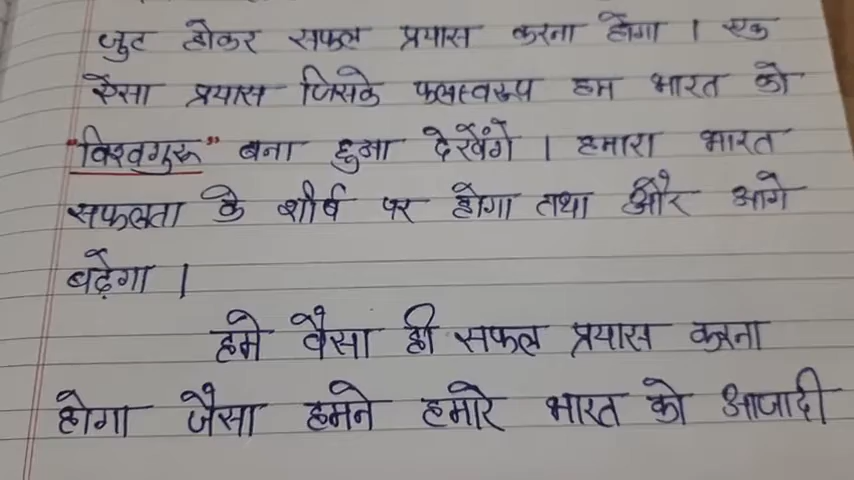 जुट होकर सफल प्रयास करना होगा । एक
ऐसा प्रयास जिसके फलस्वरूप हम भारत को
"विश्वगुरू" बना हुआ देखेंगे । हमारा भारत
सफलता के शीर्ष पर होगा तथा और आगे
बढ़ेगा ।
हमे वैसा ही सफल प्रयास करना
होगा जैसा हमने हमारे भारत को आजादी